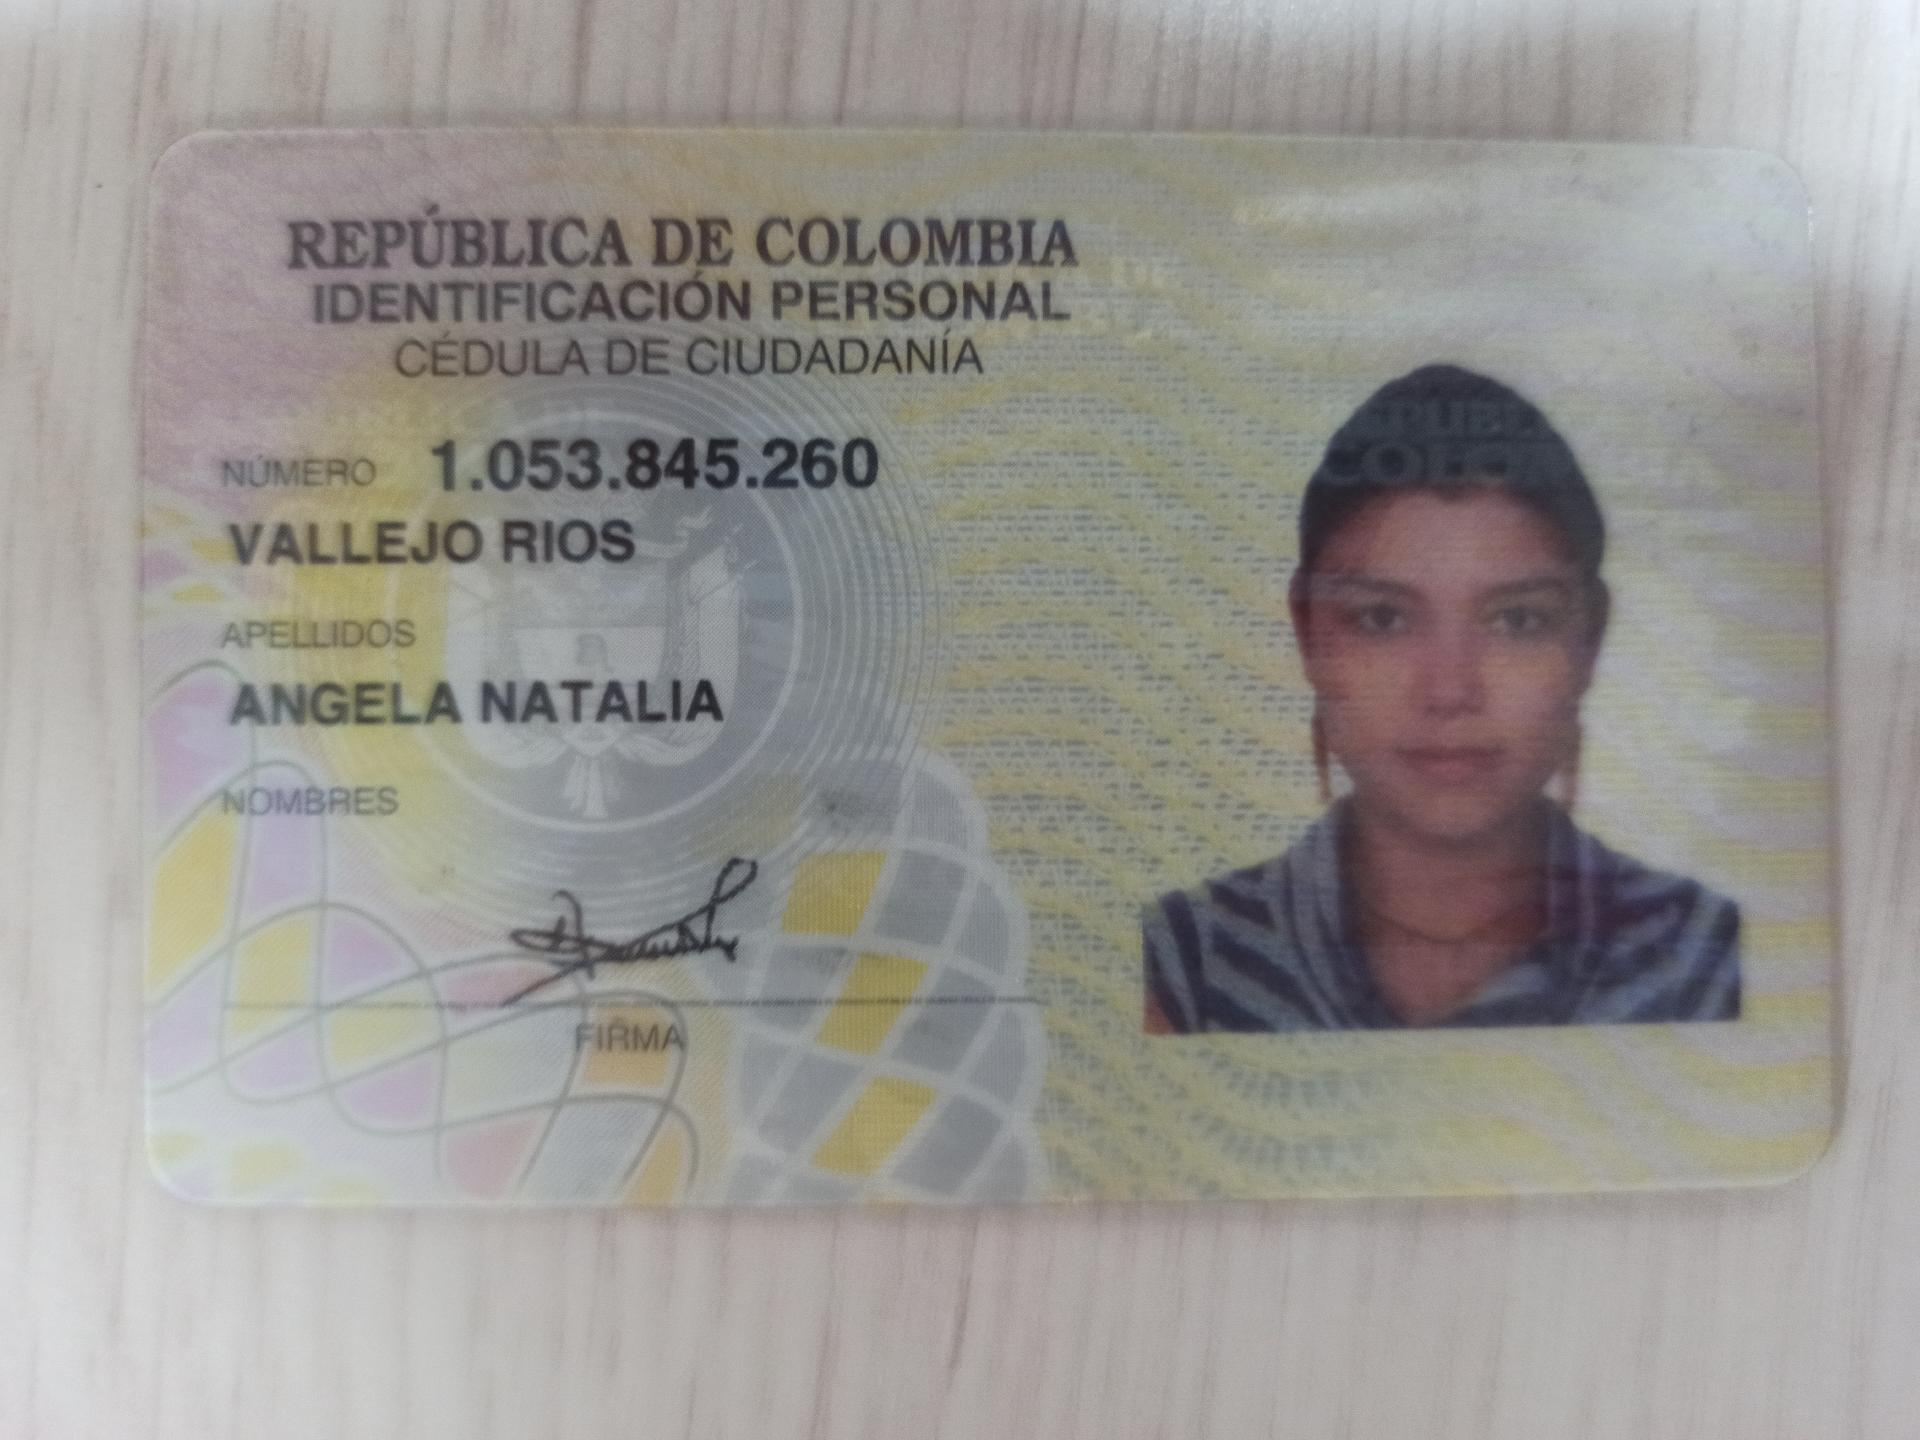 REPÚBLICA DE COLOMBIA
IDENTIFICACIÓN PERSONAL
CÉDULA DE CIUDADANÍA
NÚMERO 1.053.845.260
VALLEJO RIOS
APELLIDOS
ANGELA NATALIA
NOMBRES
FIRMA